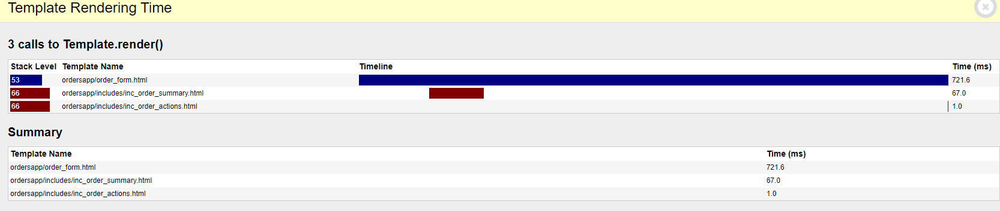 Template Rendering Time
3 calls to Template.render()
Stack Level Template Name Timeline Time (ms)
53 ordersapp/order_form.html 721.6
66 ordersapp/includes/inc_order_summary.html 67.0
66 ordersapp/includes/inc_order_actions.html 1.0
Summary
Template Name Time (ms)
ordersapp/order_form.html 721.6
ordersapp/includes/inc_order_summary.html 67.0
ordersapp/includes/inc_order_actions.html 1.0